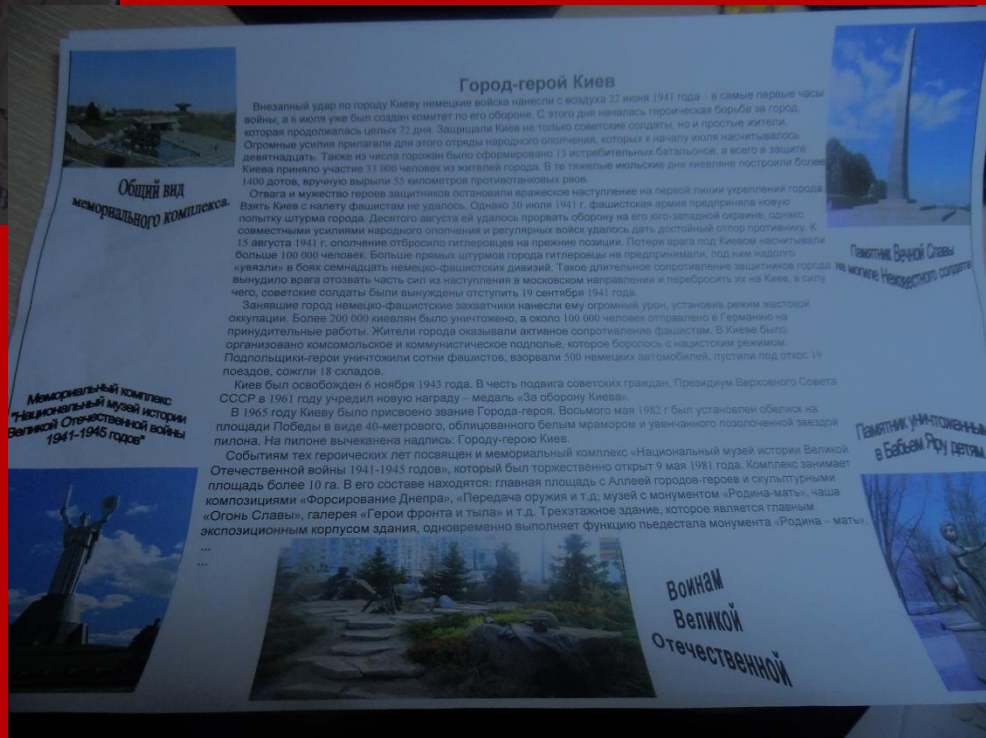 Город-герой Киев
Внезапный удар по городу Киеву немецкие войска нанесли с воздуха 22 июня 1941 года - в самые первые часы
войны, а 6 июля уже был создан комитет по его обороне. С этого дня началась героическая борьба за город,
которая продолжалась целых 72 дня. Защищали Киев не только советские солдаты, но и простые жители.
Огромные усилия прилагали для этого отряды народного ополчения, которых к началу июля насчитывалось
девятнадцать. Также из числа горожан было сформировано 13 истребительных батальонов, а всего в защите
Киева приняло участие 33 000 человек из жителей города. В те тяжелые июльские дни киевляне построили более
1400 дотов, вручную вырыли 55 километров противотанковых рвов.
Отвага и мужество героев защитников остановили вражеское наступление на первой линии укреплений города.
Взять Киев с налету фашистам не удалось. Однако 30 июля 1941 г. фашистская армия предприняла новую
попытку штурма города. Десятого августа ей удалось прорвать оборону на его юго-западной окраине, однако
совместными усилиями народного ополчения и регулярных войск удалось дать достойный отпор противнику. К
15 августа 1941 г. ополчение отбросило гитлеровцев на прежние позиции. Потери врага под Киевом насчитывали
больше 100 000 человек. Больше прямых штурмов города гитлеровцы не предпринимали, под ним надолго
«увязли» в боях семнадцать немецко-фашистских дивизий. Такое длительное сопротивление защитников города
вынудило врага отозвать часть сил из наступления в московском направлении и перебросить их на Киев, в силу
чего, советские солдаты были вынуждены отступить 19 сентября 1941 года.
Занявшие город немецко-фашистские захватчики нанесли ему огромный урон, установив режим жестокой
оккупации. Более 200 000 киевлян было уничтожено, а около 100 000 человек отправлено в Германию на
принудительные работы. Жители города оказывали активное сопротивление фашистам. В Киеве было
организовано комсомольское и коммунистическое подполье, которое боролось с нацистским режимом.
Подпольщики-герои уничтожили сотни фашистов, взорвали 500 немецких автомобилей, пустили под откос 19
поездов, сожгли 18 складов.
Киев был освобожден 6 ноября 1943 года. В честь подвига советских граждан, Президиум Верховного Совета
СССР в 1961 году учредил новую награду – медаль «За оборону Киева».
В 1965 году Киеву было присвоено звание Города-героя. Восьмого мая 1982 г был установлен обелиск на
площади Победы в виде 40-метрового, облицованного белым мрамором и увенчанного позолоченной звездой
пилона. На пилоне вычеканена надпись: Городу-герою Киев.
Событиям тех героических лет посвящен и мемориальный комплекс «Национальный музей истории Великой
Отечественной войны 1941-1945 годов», который был торжественно открыт 9 мая 1981 года. Комплекс занимает
площадь более 10 га. В его составе находятся: главная площадь с Аллеей городов-героев и скульптурными
композициями «Форсирование Днепра», «Передача оружия и т.д; музей с монументом «Родина-мать», чаша
«Огонь Славы», галерея «Герои фронта и тыла» и т.д. Трехэтажное здание, которое является главным
экспозиционным корпусом здания, одновременно выполняет функцию пьедестала монумента «Родина – мать».
...
...
Общий вид
мемориального комплекса.
Памятник Вечной Славы
на могиле Неизвестного солдата
Мемориальный комплекс
"Национальный музей истории
Великой Отечественной войны
1941-1945 годов"
Памятник уничтоженным
в Бабьем Яру детям
Воинам
Великой
Отечественной